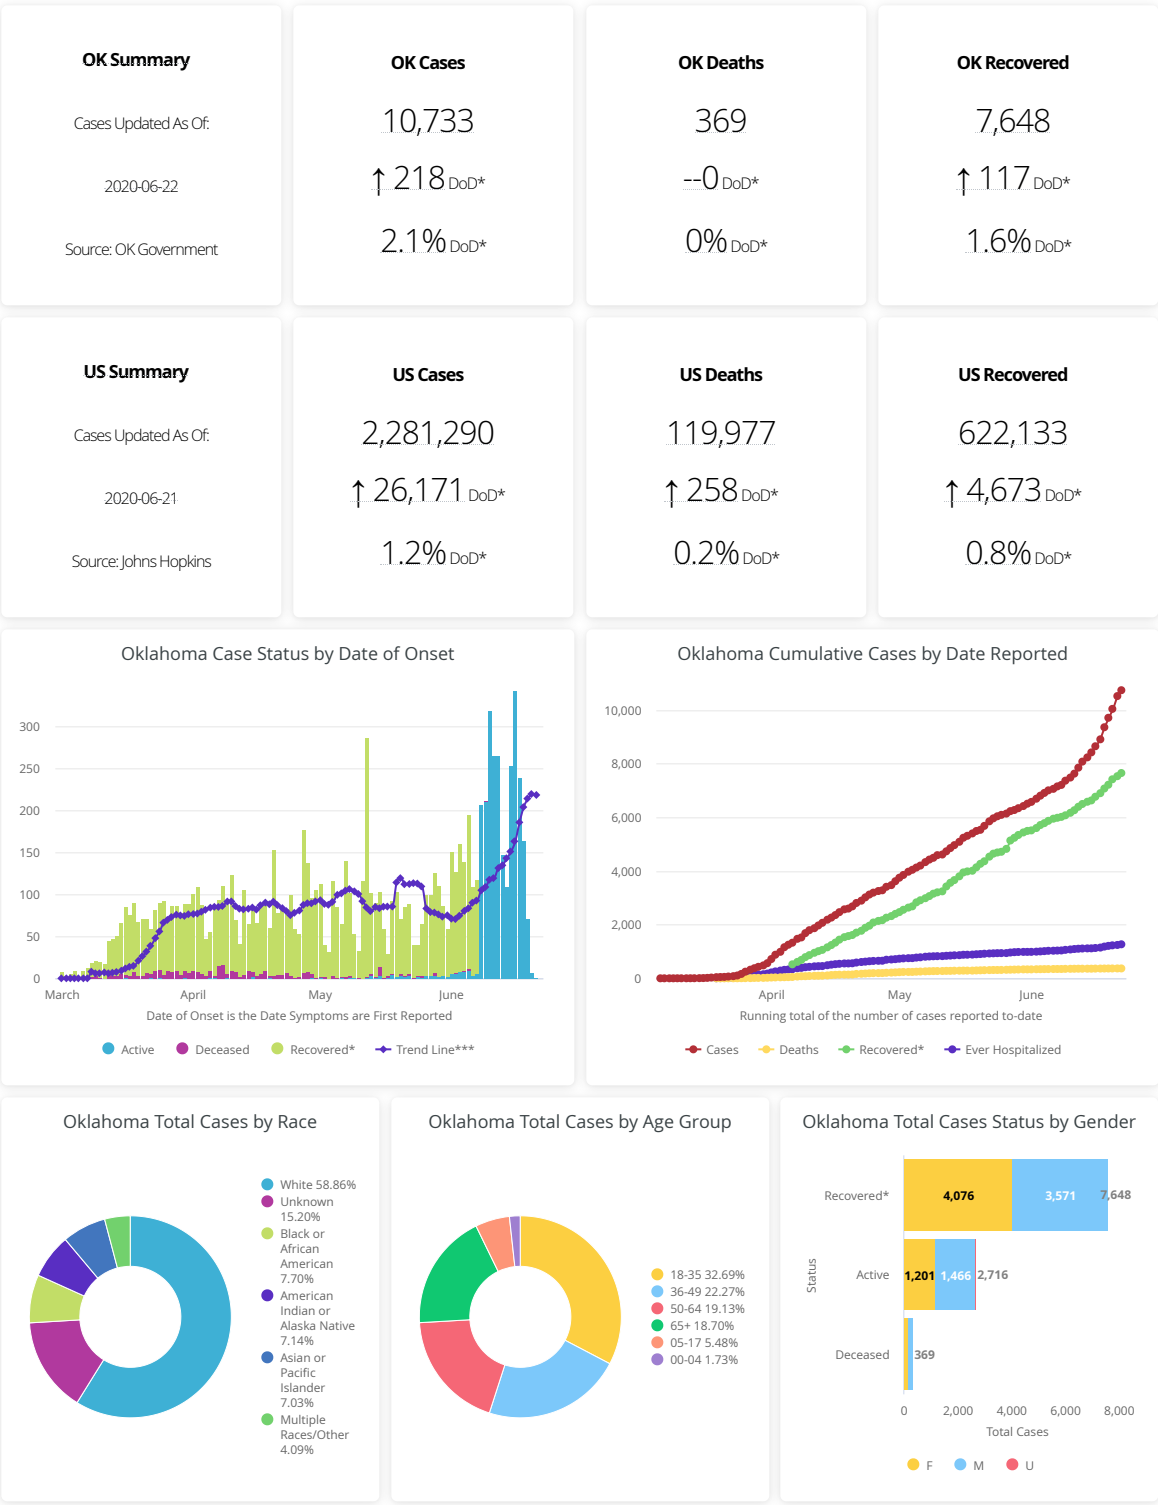 OK Summary
Cases Updated As Of:
2020-06-22
Source: OK Government
OK Cases
10,733
↑ 218 DoD*
2.1% DoD*
OK Deaths
369
--0 DoD*
0% DoD*
OK Recovered
7,648
↑ 117 DoD*
1.6% DoD*
US Summary
Cases Updated As Of:
2020-06-21
Source: Johns Hopkins
US Cases
2,281,290
↑ 26,171 DoD*
1.2% DoD*
US Deaths
119,977
↑ 258 DoD*
0.2% DoD*
US Recovered
622,133
↑ 4,673 DoD*
0.8% DoD*
Oklahoma Case Status by Date of Onset
300
250
200
150
100
50
0
March April May June
Date of Onset is the Date Symptoms are First Reported
Active Deceased Recovered* Trend Line***
Oklahoma Cumulative Cases by Date Reported
10,000
8,000
6,000
4,000
2,000
0
April May June
Running total of the number of cases reported to-date
Cases Deaths Recovered* Ever Hospitalized
Oklahoma Total Cases by Race
White 58.86%
Unknown
15.20%
Black or
African
American
7.70%
American
Indian or
Alaska Native
7.14%
Asian or
Pacific
Islander
7.03%
Multiple
Races/Other
4.09%
Oklahoma Total Cases by Age Group
18-35 32.69%
36-49 22.27%
50-64 19.13%
65+ 18.70%
05-17 5.48%
00-04 1.73%
Oklahoma Total Cases Status by Gender
Recovered* 4,076 3,571 7,648
Status
Active 1,201 1,466 2,716
Deceased 369
0 2,000 4,000 6,000 8,000
Total Cases
F M U